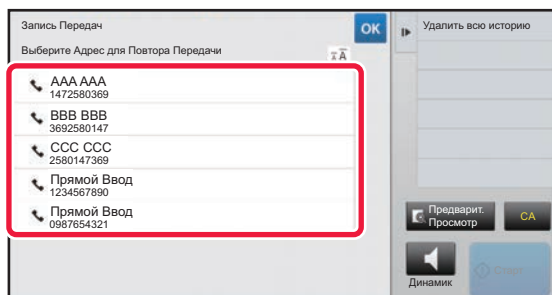 Запись Передач
OK
Удалить всю историю
Выберите Адрес для Повтора Передачи
AAA AAA
1472580369
BBB BBB
3692580147
CCC CCC
2580147369
Прямой Ввод
1234567890
Прямой Ввод
0987654321
Предварит.
Просмотр
CA
Динамик
Старт